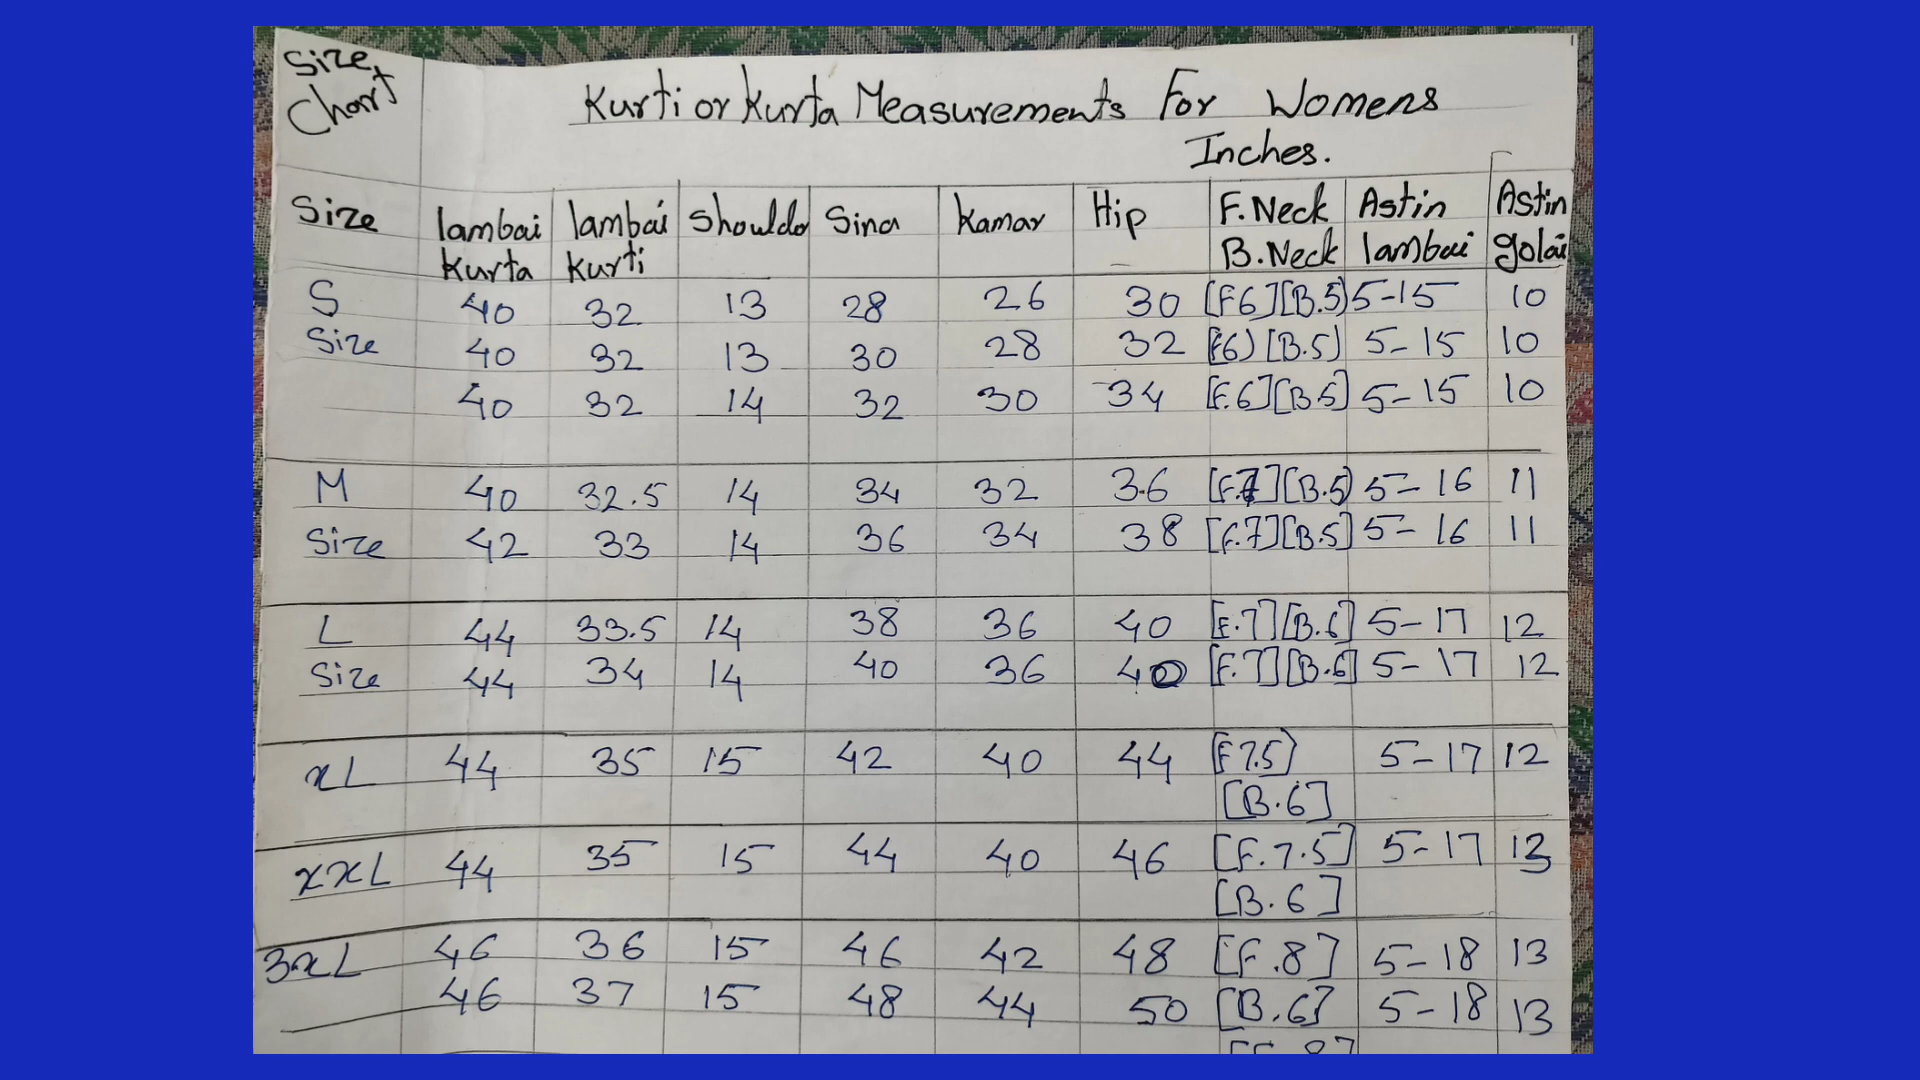 Size
Chart
Kurti or Kurta Measurements For Womens
Inches.
Size lambai Kurta lambai Kurti Shoulder Sina Kamar Hip F.Neck B.Neck Astin lambai Astin golai
S 40 32 13 28 26 30 [F6][B.5] 5-15 10
Size 40 32 13 30 28 32 [F6) [B.5] 5-15 10
40 32 14 32 30 34 [F.6][B.5] 5-15 10
M 40 32.5 14 34 32 36 [F.7][B.5] 5-16 11
Size 42 33 14 36 34 38 [F.7][B.5] 5-16 11
L 44 33.5 14 38 36 40 [F.7][B.6] 5-17 12
Size 44 34 14 40 36 40 [F.7][B.6] 5-17 12
xL 44 35 15 42 40 44 [F 7.5) 5-17 12
[B.6]
xxL 44 35 15 44 40 46 [F.7.5] 5-17 13
[B.6]
3xL 46 36 15 46 42 48 [F.8] 5-18 13
46 37 15 48 44 50 [B.6] 5-18 13